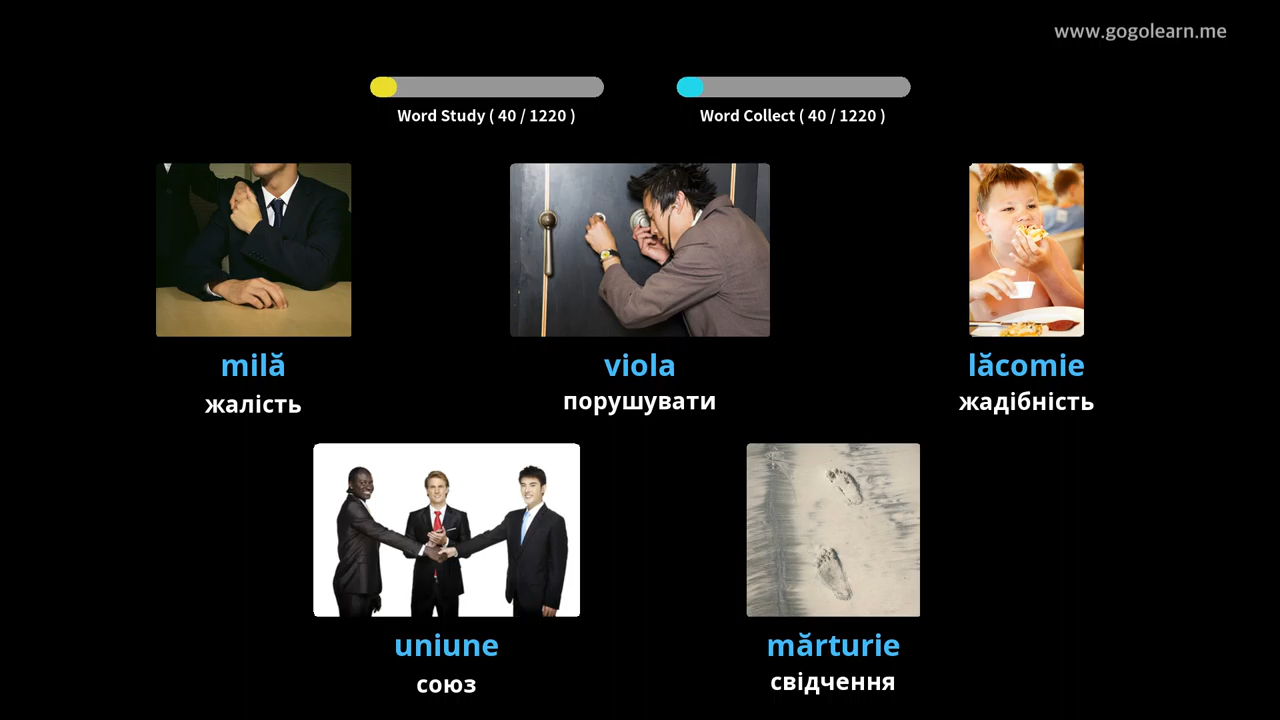 www.gogolearn.me
Word Study ( 40 / 1220 )
Word Collect ( 40 / 1220 )
milă
viola
lăcomie
жалість
порушувати
жадібність
uniune
mărturie
союз
свідчення